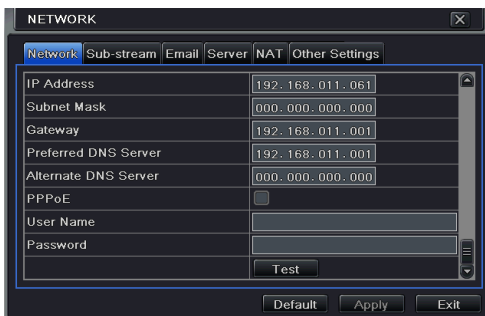 NETWORK
Network Sub-stream Email Server NAT Other Settings
IP Address 192.168.011.061
Subnet Mask 000.000.000.000
Gateway 192.168.011.001
Preferred DNS Server 192.168.011.001
Alternate DNS Server 000.000.000.000
PPPoE
User Name
Password
Test
Default Apply Exit